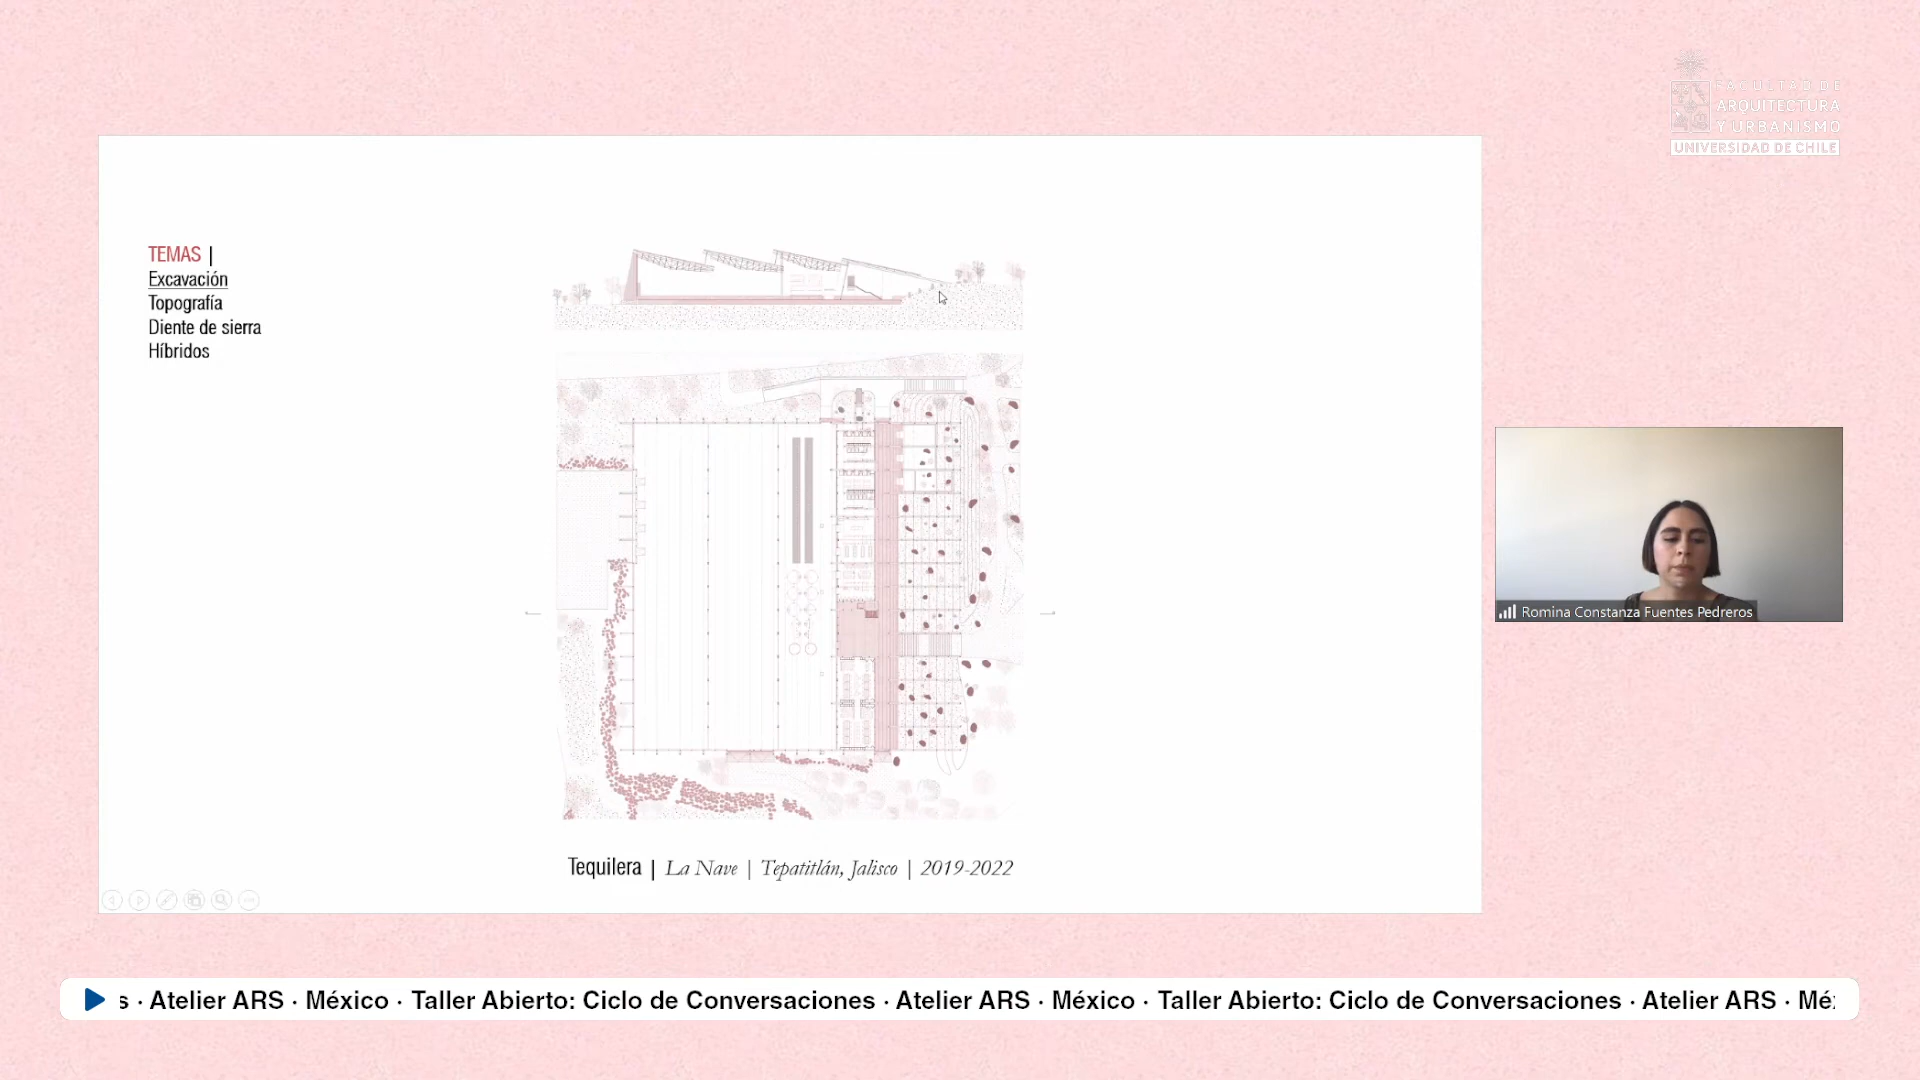 FACULTAD DE
ARQUITECTURA
Y URBANISMO
UNIVERSIDAD DE CHILE
TEMAS |
Excavación
Topografía
Diente de sierra
Híbridos
Romina Constanza Fuentes Pedreros
Tequilera | La Nave | Tepatitlán, Jalisco | 2019-2022
s · Atelier ARS · México · Taller Abierto: Ciclo de Conversaciones · Atelier ARS · México · Taller Abierto: Ciclo de Conversaciones · Atelier ARS · Mé